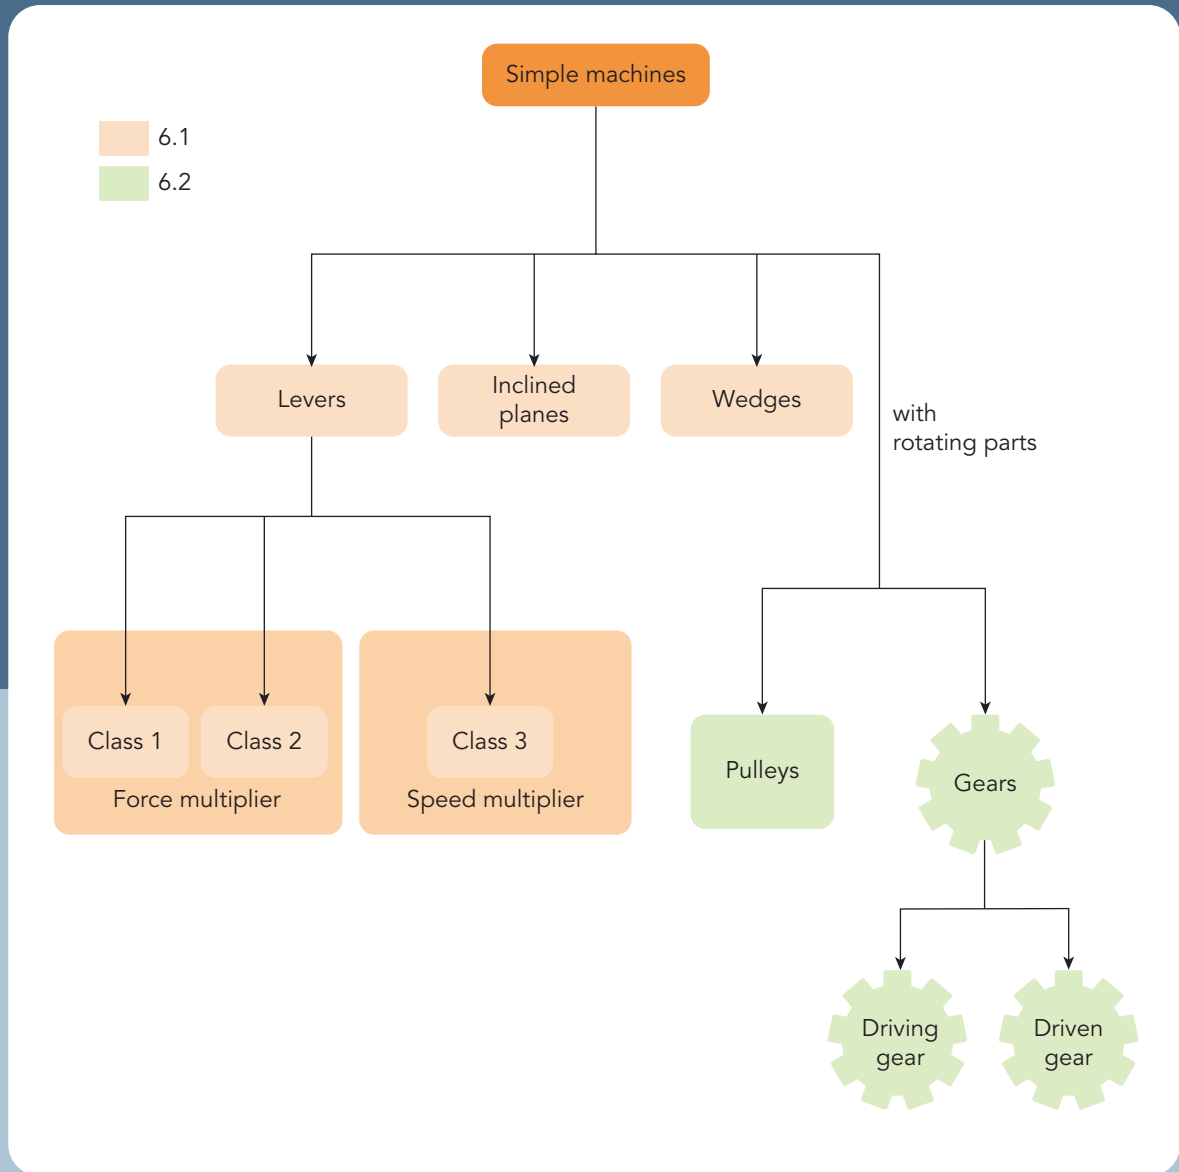 Simple machines
6.1
6.2
Levers
Inclined
planes
Wedges
with
rotating parts
Class 1
Class 2
Class 3
Force multiplier
Speed multiplier
Pulleys
Gears
Driving
gear
Driven
gear